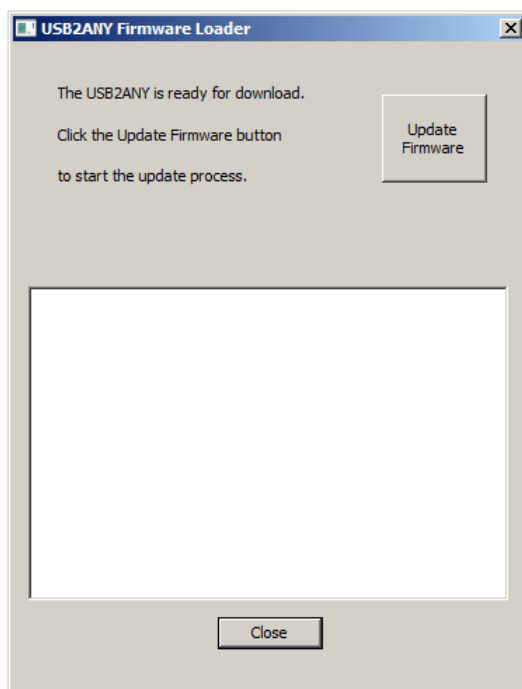 USB2ANY Firmware Loader
The USB2ANY is ready for download.
Click the Update Firmware button
to start the update process.
Update
Firmware
Close